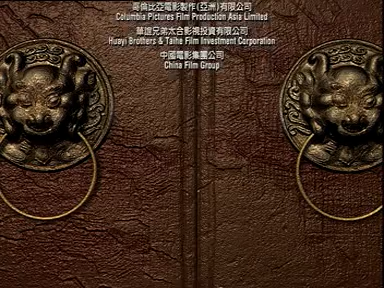 哥倫比亞電影製作(亞洲)有限公司
Columbia Pictures Film Production Asia Limited
華誼兄弟太合影視投資有限公司
Huayi Brothers & Taihe Film Investment Corporation
中國電影集團公司
China Film Group